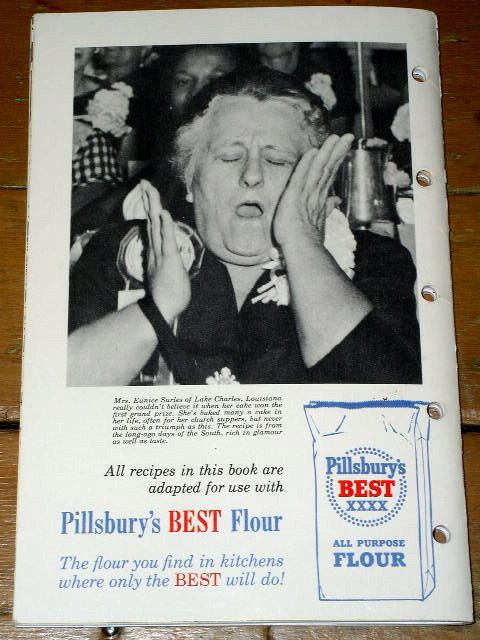 Mrs. Eunice Surles of Lake Charles, Louisiana
really couldn't believe it when her cake won the
first grand prize. She's baked many a cake in
her life, often for her church suppers, but never
with such a triumph as this. The recipe is from
the long-ago days of the South, rich in glamour
as well as taste.
All recipes in this book are
adapted for use with
Pillsbury's BEST Flour
The flour you find in kitchens
where only the BEST will do!
Pillsbury's
BEST
XXXX
ALL PURPOSE
FLOUR